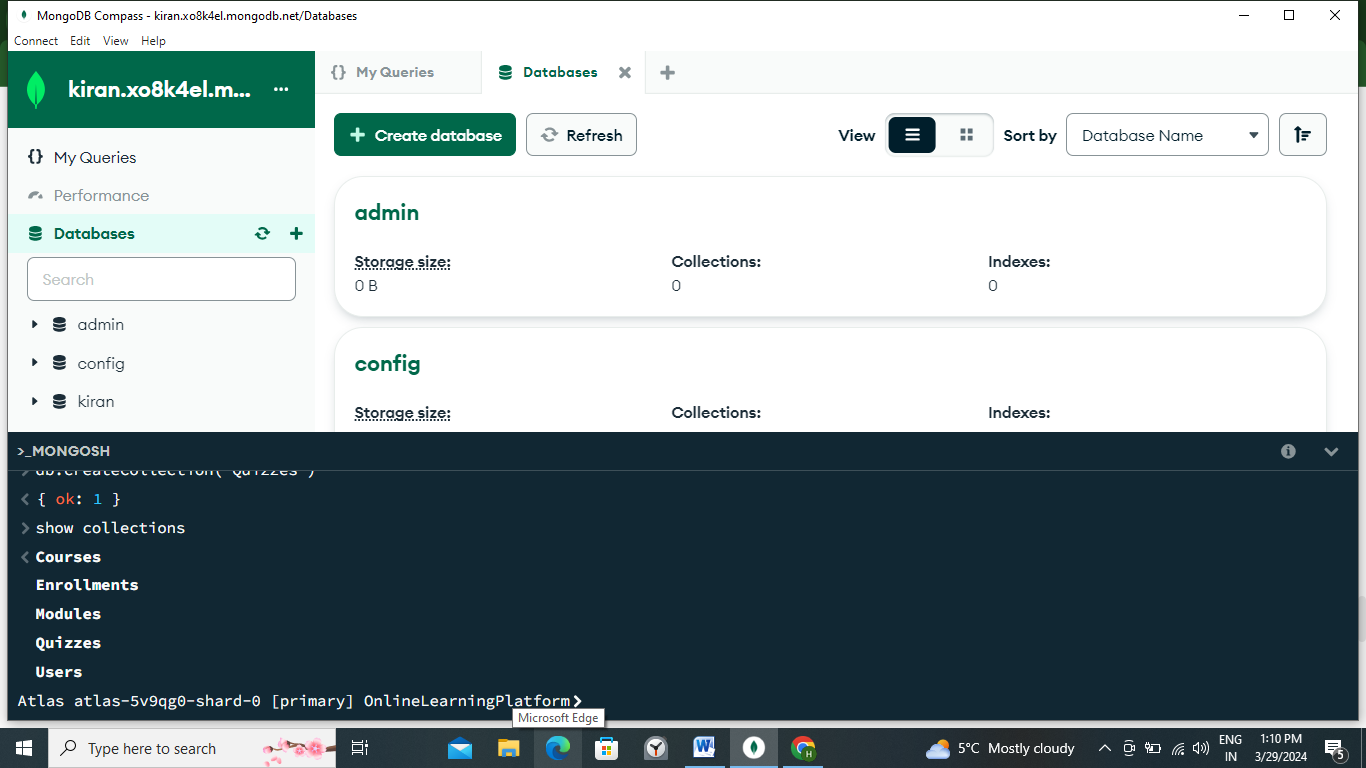 MongoDB Compass - kiran.xo8k4el.mongodb.net/Databases
Connect Edit View Help
kiran.xo8k4el.m... ...
{} My Queries
Databases
My Queries
Performance
Databases
Search
admin
config
kiran
Create database
Refresh
View
Sort by
Database Name
admin
Storage size: Collections: Indexes:
0 B 0 0
config
Storage size: Collections: Indexes:
>_MONGOSH
db.createCollection("Quizzes")
{ ok: 1 }
show collections
Courses
Enrollments
Modules
Quizzes
Users
Atlas atlas-5v9qg0-shard-0 [primary] OnlineLearningPlatform>
Microsoft Edge
Type here to search
5°C Mostly cloudy
ENG
IN
1:10 PM
3/29/2024
5